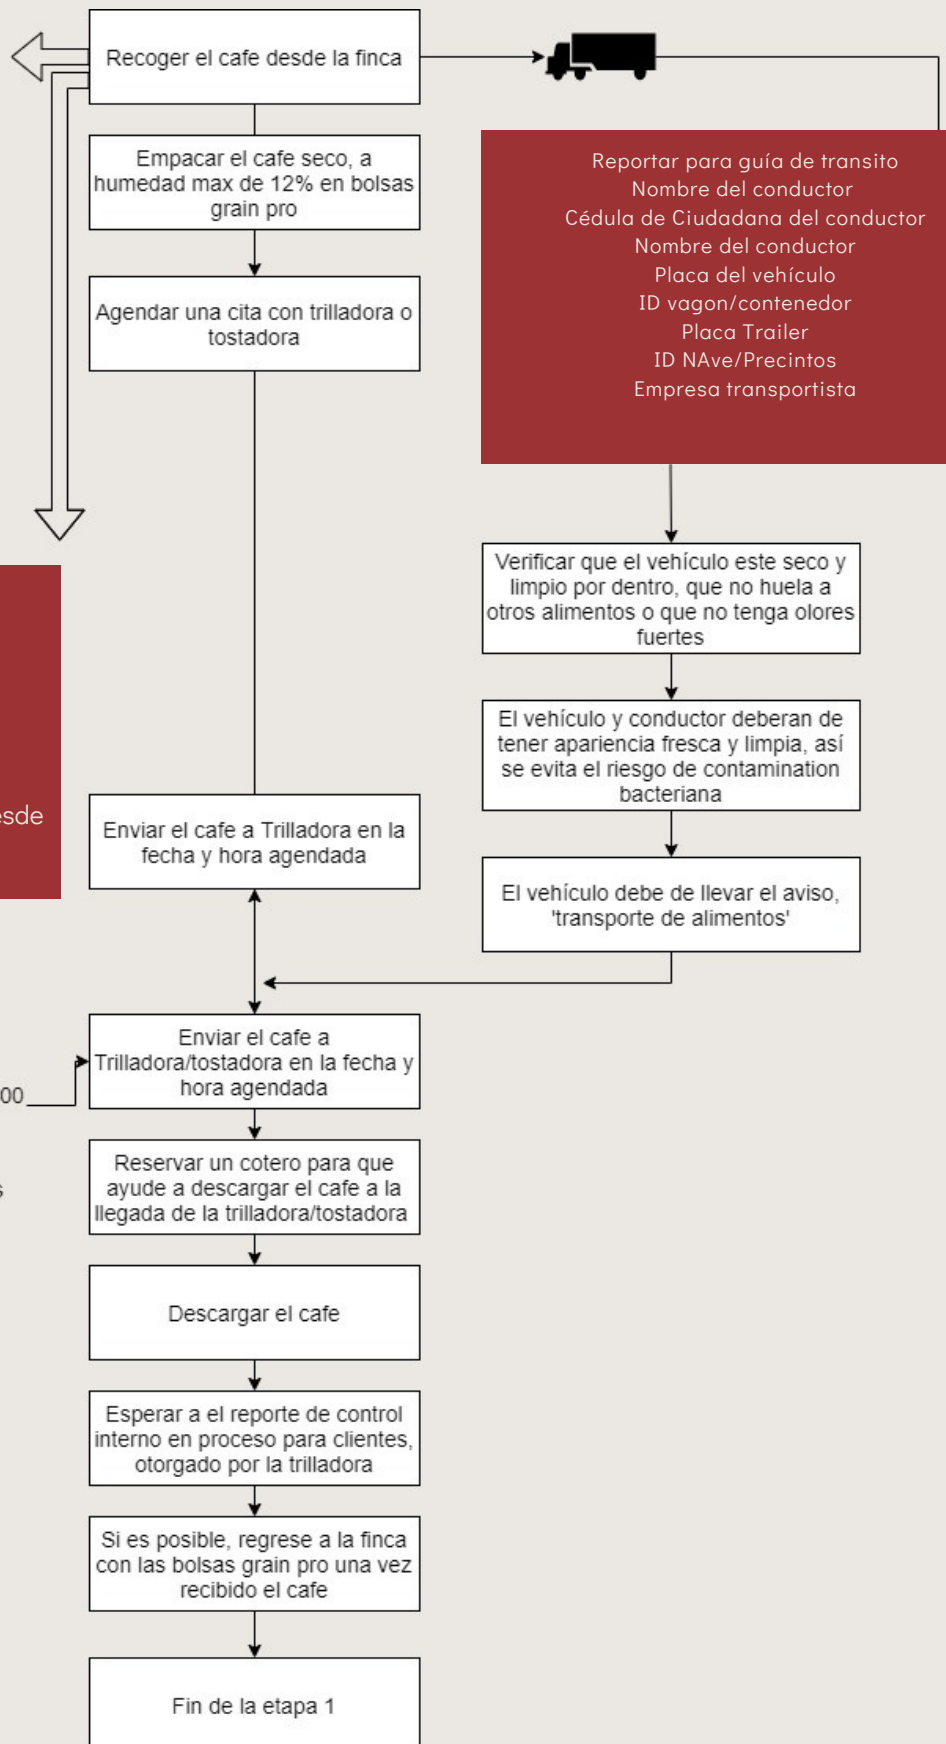 Recoger el cafe desde la finca
Empacar el cafe seco, a
humedad max de 12% en bolsas
grain pro
Agendar una cita con trilladora o
tostadora
Reportar para guía de transito
Nombre del conductor
Cédula de Ciudadana del conductor
Nombre del conductor
Placa del vehículo
ID vagon/contenedor
Placa Trailer
ID NAve/Precintos
Empresa transportista
Verificar que el vehículo este seco y
limpio por dentro, que no huela a
otros alimentos o que no tenga olores
fuertes
El vehículo y conductor deberan de
tener apariencia fresca y limpia, así
se evita el riesgo de contamination
bacteriana
El vehículo debe de llevar el aviso,
'transporte de alimentos'
Enviar el cafe a Trilladora en la
fecha y hora agendada
Enviar el cafe a
Trilladora/tostadora en la fecha y
hora agendada
00
Reservar un cotero para que
ayude a descargar el cafe a la
llegada de la trilladora/tostadora
Descargar el cafe
Esperar a el reporte de control
interno en proceso para clientes,
otorgado por la trilladora
Si es posible, regrese a la finca
con las bolsas grain pro una vez
recibido el cafe
Fin de la etapa 1